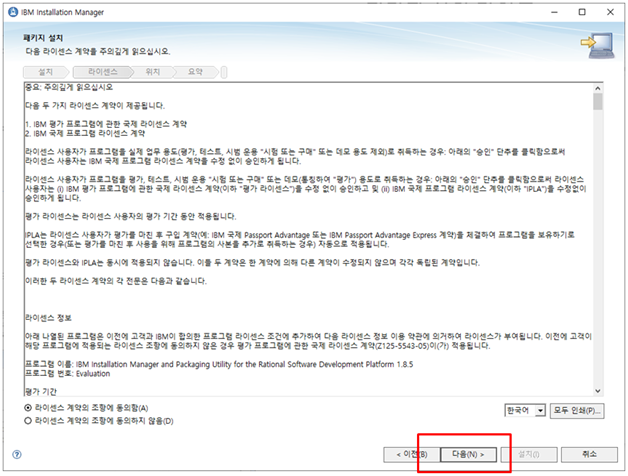 IBM Installation Manager
패키지 설치
다음 라이센스 계약을 주의깊게 읽으십시오.
설치
라이센스
위치
요약
중요: 주의깊게 읽으십시오
다음 두 가지 라이센스 계약이 제공됩니다.
1. IBM 평가 프로그램에 관한 국제 라이센스 계약
2. IBM 국제 프로그램 라이센스 계약
라이센스 사용자가 프로그램을 실제 업무 용도(평가, 테스트, 시범 운용 "시험 또는 구매" 또는 데모 용도 제외)로 취득하는 경우: 아래의 "승인" 단추를 클릭함으로써
라이센스 사용자는 IBM 국제 프로그램 라이센스 계약을 수정 없이 승인하게 됩니다.
라이센스 사용자가 프로그램을 평가, 테스트, 시범 운용 "시험 또는 구매" 또는 데모(통칭하여 "평가") 용도로 취득하는 경우: 아래의 "승인" 단추를 클릭함으로써 라이센스
사용자는 (i) IBM 평가 프로그램에 관한 국제 라이센스 계약(이하 "평가 라이센스")을 수정 없이 승인하고 및 (ii) IBM 국제 프로그램 라이센스 계약(이하 "IPLA")을 수정없이
승인하게 됩니다.
평가 라이센스는 라이센스 사용자의 평가 기간 동안 적용됩니다.
IPLA는 라이센스 사용자가 평가를 마친 후 구입 계약(예: IBM 국제 Passport Advantage 또는 IBM Passport Advantage Express 계약)을 체결하여 프로그램을 보유하기로
선택한 경우(또는 평가를 마친 후 사용을 위해 프로그램의 사본을 추가로 취득하는 경우) 자동으로 적용됩니다.
평가 라이센스와 IPLA는 동시에 적용되지 않습니다. 이들 두 계약은 한 계약에 의해 다른 계약이 수정되지 않으며 각각 독립된 계약입니다.
이러한 두 라이센스 계약의 각 전문은 다음과 같습니다.
라이센스 정보
아래 나열된 프로그램은 이전에 고객과 IBM이 합의한 프로그램 라이센스 조건에 추가하여 다음 라이센스 정보 이용 약관에 의거하여 라이센스가 부여됩니다. 이전에 고객이
해당 프로그램에 적용되는 라이센스 조항에 동의하지 않은 경우 평가 프로그램에 관한 국제 라이센스 계약(Z125-5543-05)이(가) 적용됩니다.
프로그램 이름: IBM Installation Manager and Packaging Utility for the Rational Software Development Platform 1.8.5
프로그램 번호: Evaluation
평가 기간
라이센스 계약의 조항에 동의함(A)
라이센스 계약의 조항에 동의하지 않음(D)
한국어
모두 인쇄(P)...
< 이전(B)
다음(N) >
설치(I)
취소